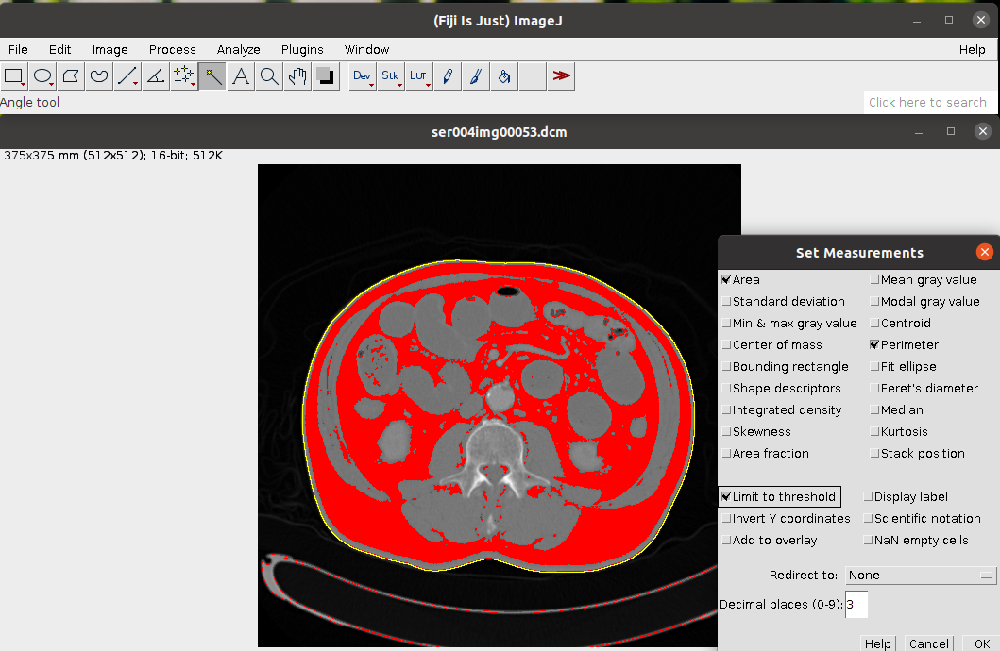 (Fiji Is Just) ImageJ
File Edit Image Process Analyze Plugins Window Help
Dev Stk LUT
Angle tool
Click here to search
ser004img00053.dcm
375x375 mm (512x512); 16-bit; 512K
Set Measurements
Area Mean gray value
Standard deviation Modal gray value
Min & max gray value Centroid
Center of mass Perimeter
Bounding rectangle Fit ellipse
Shape descriptors Feret's diameter
Integrated density Median
Skewness Kurtosis
Area fraction Stack position
Limit to threshold Display label
Invert Y coordinates Scientific notation
Add to overlay NaN empty cells
Redirect to: None
Decimal places (0-9): 3
Help Cancel OK